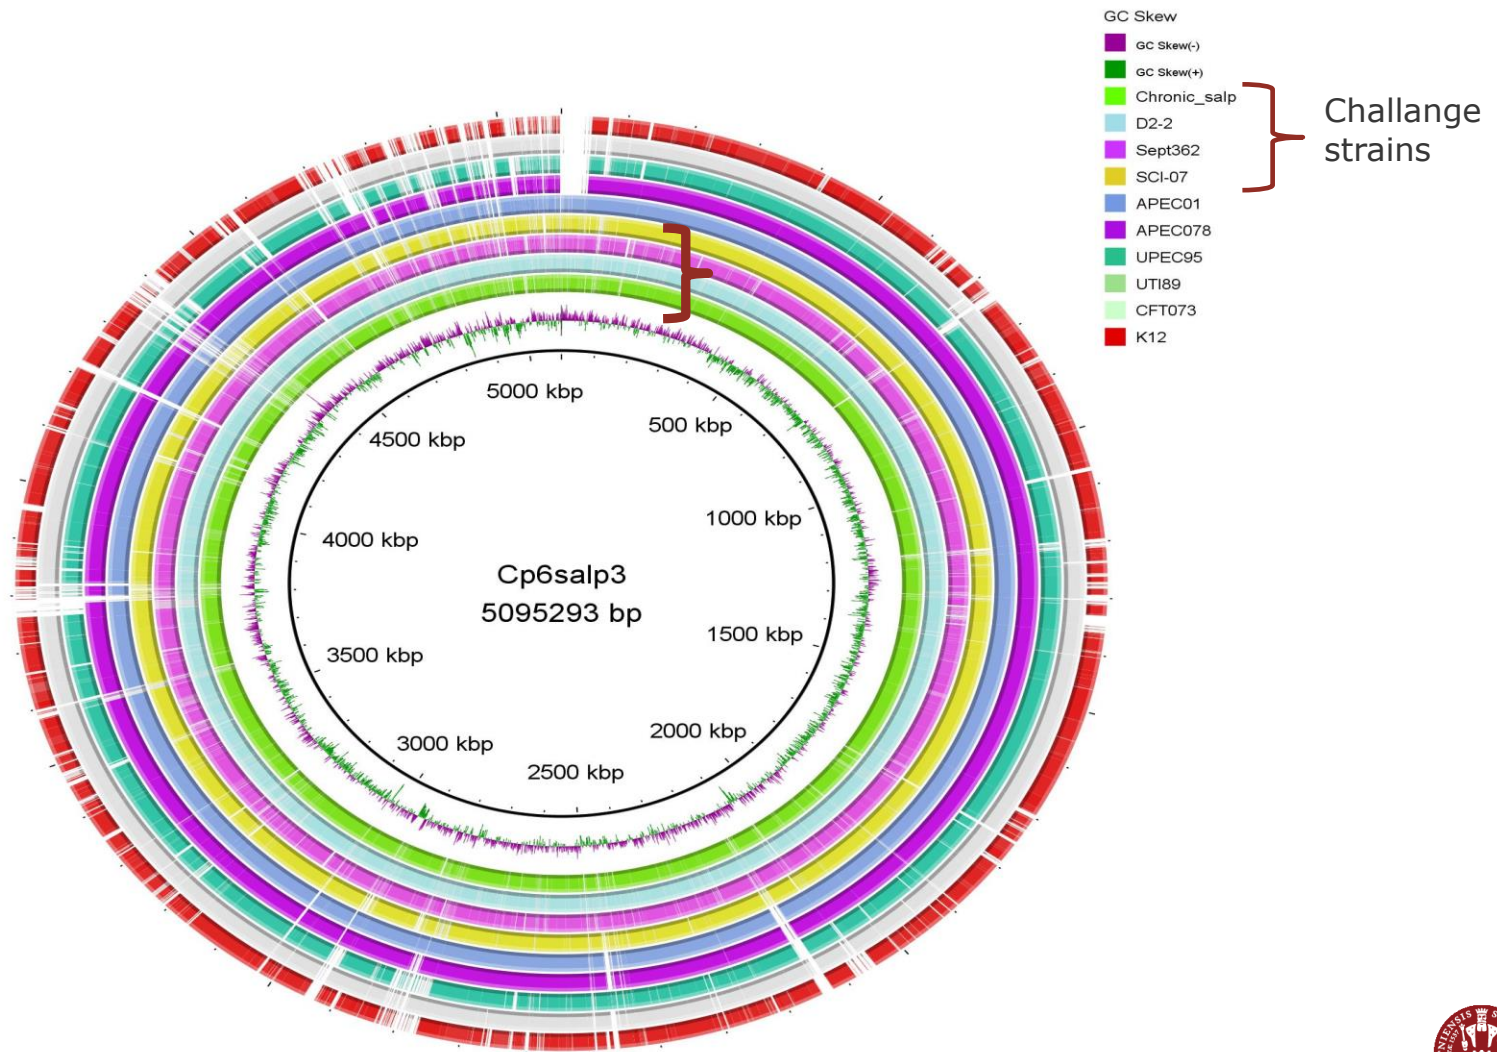 GC Skew
GC Skew(-)
GC Skew(+)
Chronic_salp
D2-2
Sept362
SCI-07
APEC01
APEC078
UPEC95
UTI89
CFT073
K12
Challange
strains
5000 kbp
500 kbp
4500 kbp
1000 kbp
4000 kbp
Cp6salp3
5095293 bp
1500 kbp
3500 kbp
2000 kbp
3000 kbp
2500 kbp